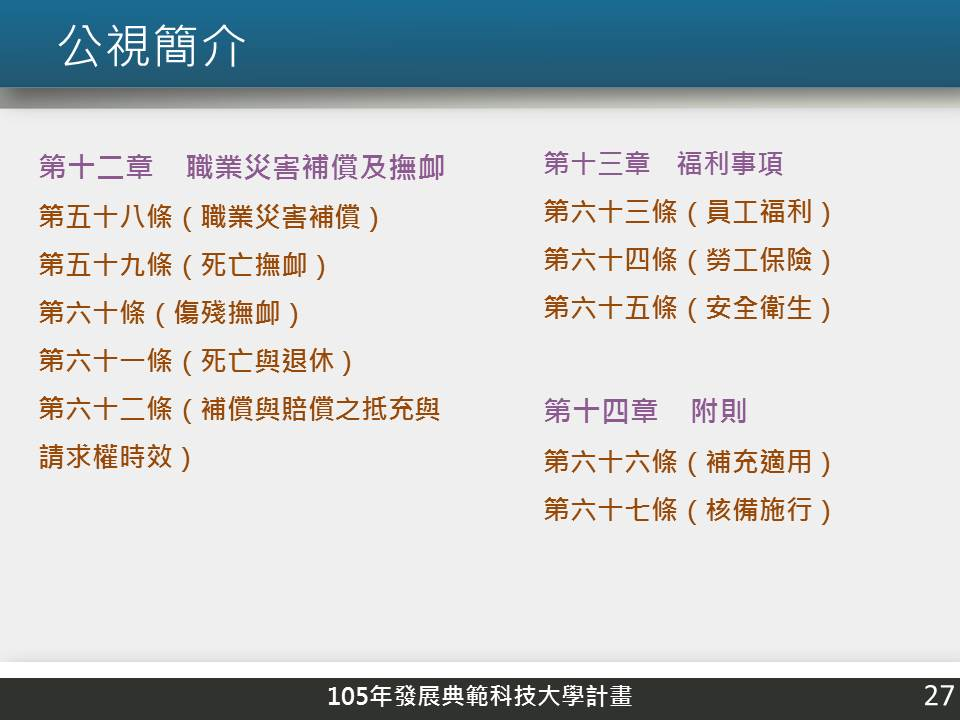 公視簡介
第十二章 職業災害補償及撫卹
第五十八條（職業災害補償）
第五十九條（死亡撫卹）
第六十條（傷殘撫卹）
第六十一條（死亡與退休）
第六十二條（補償與賠償之抵充與
請求權時效）
第十三章 福利事項
第六十三條（員工福利）
第六十四條（勞工保險）
第六十五條（安全衛生）
第十四章 附則
第六十六條（補充適用）
第六十七條（核備施行）
105年發展典範科技大學計畫
27